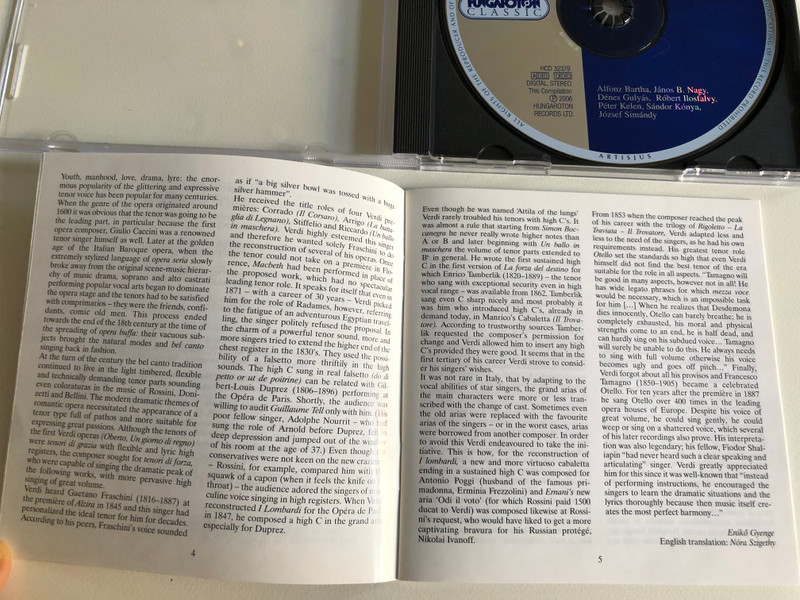 HUNGAROTON
CLASSIC
HCD 32379
DIGITAL, STEREO
This Compilation
Ⓟ 2006
HUNGAROTON
RECORDS LTD.
Alfonz Bartha, János B. Nagy,
Dénes Gulyás, Róbert Ilosfalvy,
Péter Kelen, Sándor Kónya,
József Simándy
ALL RIGHTS OF THE PRODUCER AND OF
OF THE RECORD PROHIBITED
ARTISJUS
Youth, manhood, love, drama, lyre: the enor-
mous popularity of the glittering and expressive
tenor voice has been popular for many centuries.
When the genre of the opera originated around
1600 it was obvious that the tenor was going to be
the leading part, in particular because the first
opera composer, Giulio Caccini was a renowned
tenor singer himself as well. Later at the golden
age of the Italian Baroque opera, when the
extremely stylized language of opera seria slowly
broke away from the original scene-music hierar-
chy of music drama, soprano and alto castrati
performing popular vocal arts began to dominate
the opera stage and the tenors had to be satisfied
with comprimarios – they were the friends, confi-
dants, comic old men. This process ended
towards the end of the 18th century at the time of
the spreading of opera buffa: their vacuous sub-
jects brought the natural modes and bel canto
singing back in fashion.
At the turn of the century the bel canto tradition
continued to live in the light timbred, flexible
and technically demanding tenor parts sounding
even coloraturas in the music of Rossini, Doni-
zetti and Bellini. The modern dramatic themes of
romantic opera necessitated the appearance of a
tenor type full of pathos and more suitable for
expressing great passions. Although the tenors of
the first Verdi operas (Oberto, Un giorno di regno)
were tenori di grazia with flexible and lyric high
registers, the composer sought for tenori di forza,
who were capable of singing the dramatic peaks of
the following works, with more pervasive high
singing of great volume.
Verdi heard Gaetano Fraschini (1816–1887) at
the première of Alzira in 1845 and this singer had
personalized the ideal tenor for him for decades.
According to his peers, Fraschini's voice sounded
as if "a big silver bowl was tossed with a huge
silver hammer".
He received the title roles of four Verdi pre-
mières: Corrado (Il Corsaro), Arrigo (La batta-
glia di Legnano), Stiffelio and Riccardo (Un ballo
in maschera). Verdi highly esteemed this singer
and therefore he wanted solely Fraschini to do
the reconstruction of several of his operas. Once
the tenor could not take on a première in Flo-
rence, Macbeth had been performed in place of
the proposed work, which had no spectacular
leading tenor role. It speaks for itself that even in
1871 – with a career of 30 years – Verdi picked
him for the role of Radames, however, referring
to the fatigue of an adventurous Egyptian travel-
ling, the singer politely refused the proposal. In
the charm of a powerful tenor sound, more and
more singers tried to extend the higher end of the
chest register in the 1830's. They used the possi-
bility of a falsetto more thriftily in the high
sounds. The high C sung in real falsetto (do di
petto or ut de poitrine) can be related with Gil-
bert-Louis Duprez (1806–1896) performing at
the Opéra de Paris. Shortly, the audience was
willing to audit Guillaume Tell only with him. (His
poor fellow singer, Adolphe Nourrit – who had
sung the role of Arnold before Duprez, fell in
deep depression and jumped out of the window
of his room at the age of 37.) Even though the
conservatives were not keen on the new craze
– Rossini, for example, compared him with the
squawk of a capon (when it feels the knife on its
throat) – the audience adored the singers of mas-
culine voice singing in high registers. When Verdi
reconstructed I Lombardi for the Opéra de Paris
in 1847, he composed a high C in the grand aria
especially for Duprez.
4
Even though he was named 'Attila of the lungs'
Verdi rarely troubled his tenors with high C's. It
was almost a rule that starting from Simon Boc-
canegra he never really wrote higher notes than
A or B and later beginning with Un ballo in
maschera the volume of tenor parts extended to
B♭ in general. He wrote the first sustained high
C in the first version of La forza del destino for
which Enrico Tamberlik (1820–1889) – the tenor
who sang with exceptional security even in high
vocal range – was available from 1862. Tamberlik
sang even C sharp nicely and most probably it
was him who introduced high C's, already in
demand today, in Manrico's Cabaletta (Il Trova-
tore). According to trustworthy sources Tamber-
lik requested the composer's permission for
change and Verdi allowed him to insert any high
C's provided they were good. It seems that in the
first tertiary of his career Verdi strove to consid-
er his singers' wishes.
It was not rare in Italy, that by adapting to the
vocal abilities of star singers, the grand arias of
the main characters were more or less tran-
scribed with the change of cast. Sometimes even
the old arias were replaced with the favourite
arias of the singers – or in the worst cases, arias
were borrowed from another composer. In order
to avoid this Verdi endeavoured to take the ini-
tiative. This is how, for the reconstruction of
I lombardi, a new and more virtuoso cabaletta
ending in a sustained high C was composed for
Antonio Poggi (husband of the famous pri-
madonna, Erminia Frezzolini) and Ernani's new
aria 'Odi il voto' (for which Rossini paid 1500
ducat to Verdi) was composed likewise at Rossi-
ni's request, who would have liked to get a more
captivating bravura for his Russian protégé,
Nikolai Ivanoff.
From 1853 when the composer reached the peak
of his career with the trilogy of Rigoletto – La
Traviata – Il Trovatore, Verdi adapted less and
less to the need of the singers, as he had his own
requirements instead. His greatest tenor role
Otello set the standards so high that even Verdi
himself did not find the best tenor of the era
suitable for the role in all aspects. "Tamagno will
be good in many aspects, however not in all! He
has wide legato phrases for which mezza voce
would be necessary, which is an impossible task
for him [...] When he realizes that Desdemona
dies innocently, Otello can barely breathe; he is
completely exhausted, his moral and physical
strengths come to an end, he is half dead, and
can hardly sing on his subdued voice... Tamagno
will surely be unable to do this. He always needs
to sing with full volume otherwise his voice
becomes ugly and goes off pitch..." Finally,
Verdi forgot about all his provisos and Francesco
Tamagno (1850–1905) became a celebrated
Otello. For ten years after the première in 1887
he sang Otello over 400 times in the leading
opera houses of Europe. Despite his voice of
great volume, he could sing gently, he could
weep or sing on a shattered voice, which several
of his later recordings also prove. His interpreta-
tion was also legendary; his fellow, Fiodor Shal-
iapin "had never heard such a clear speaking and
articulating" singer. Verdi greatly appreciated
him for this since it was well-known that "instead
of performing instructions, he encouraged the
singers to learn the dramatic situations and the
lyrics thoroughly because then music itself cre-
ates the most perfect harmony..."
Enikő Gyenge
English translation: Nóra Szigethy
5